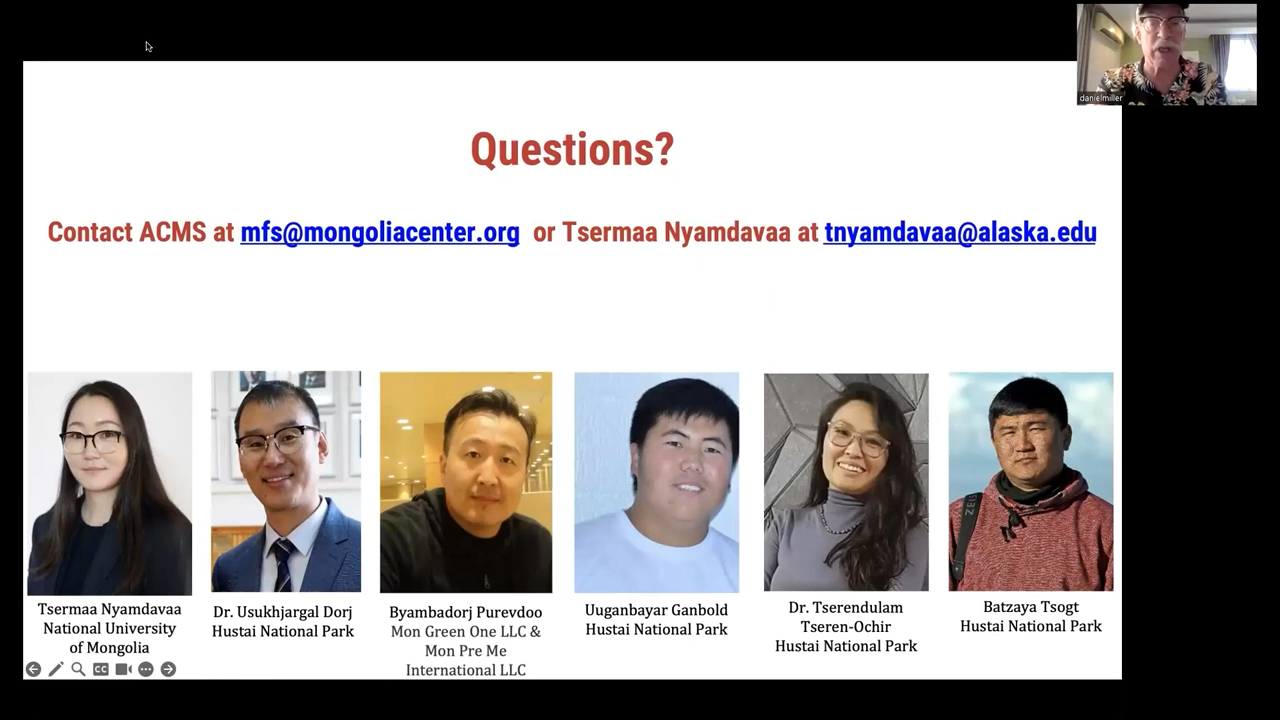 danielmiller
Questions?
Contact ACMS at mfs@mongoliacenter.org or Tsermaa Nyamdavaa at tnyamdavaa@alaska.edu
ZEI
Tsermaa Nyamdavaa
National University
of Mongolia
Dr. Usukhjargal Dorj
Hustai National Park
Byambadorj Purevdoo
Mon Green One LLC &
Mon Pre Me
International LLC
Uuganbayar Ganbold
Hustai National Park
Dr. Tserendulam
Tseren-Ochir
Hustai National Park
Batzaya Tsogt
Hustai National Park
CC